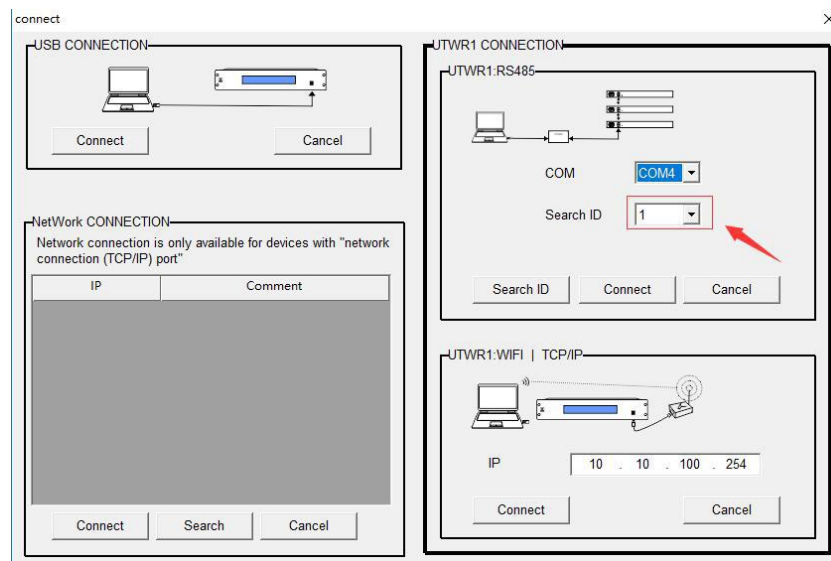 connect
USB CONNECTION
Connect
Cancel
NetWork CONNECTION
Network connection is only available for devices with "network
connection (TCP/IP) port"
IP
Comment
Connect
Search
Cancel
UTWR1 CONNECTION
UTWR1:RS485
COM
COM4
Search ID
1
Search ID
Connect
Cancel
UTWR1:WIFI | TCP/IP
IP
10 . 10 . 100 . 254
Connect
Cancel